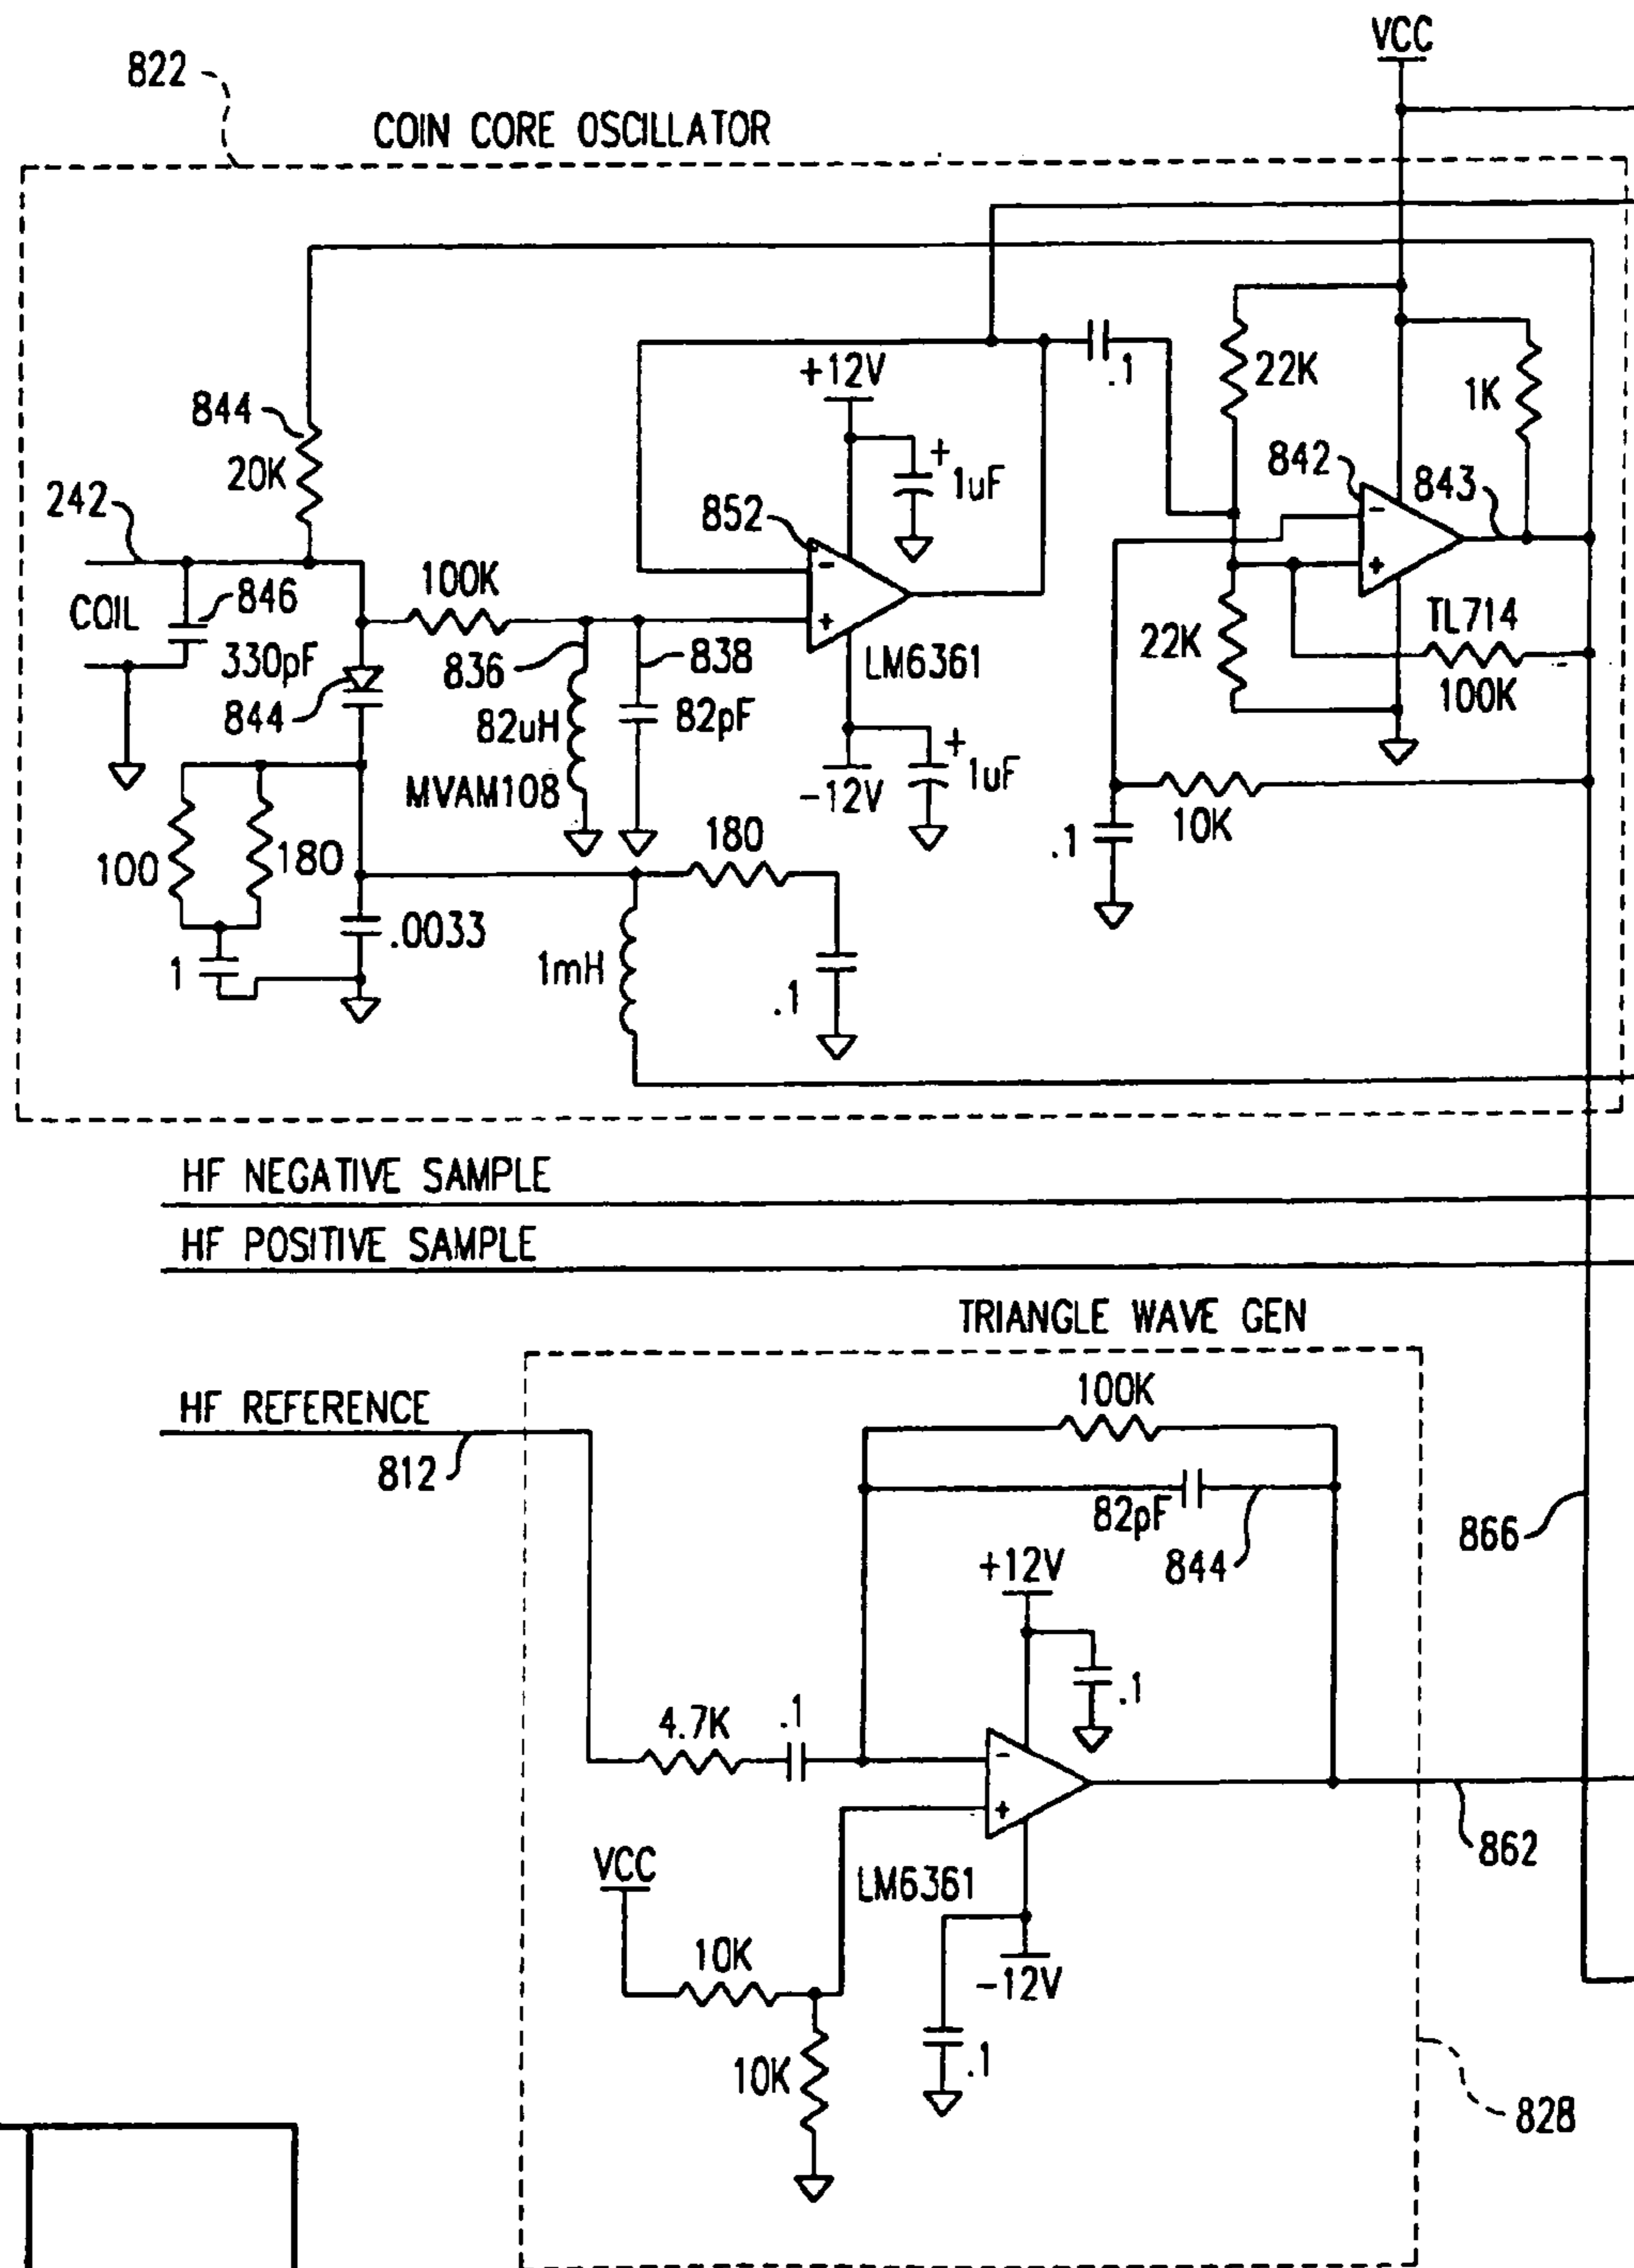 VCC
822
COIN CORE OSCILLATOR
+12V
.1
22K
1K
844
20K
+
1uF
842
843
-
+
242
852
-
+
100K
COIL
846
330pF
836
838
LM6361
TL714
22K
100K
844
82uH
82pF
MVAM108
-12V
+
1uF
180
10K
.1
100
180
.0033
1
1mH
.1
HF NEGATIVE SAMPLE
HF POSITIVE SAMPLE
TRIANGLE WAVE GEN
HF REFERENCE
812
100K
82pF
844
866
+12V
.1
4.7K
.1
-
+
862
VCC
LM6361
10K
-12V
10K
.1
828